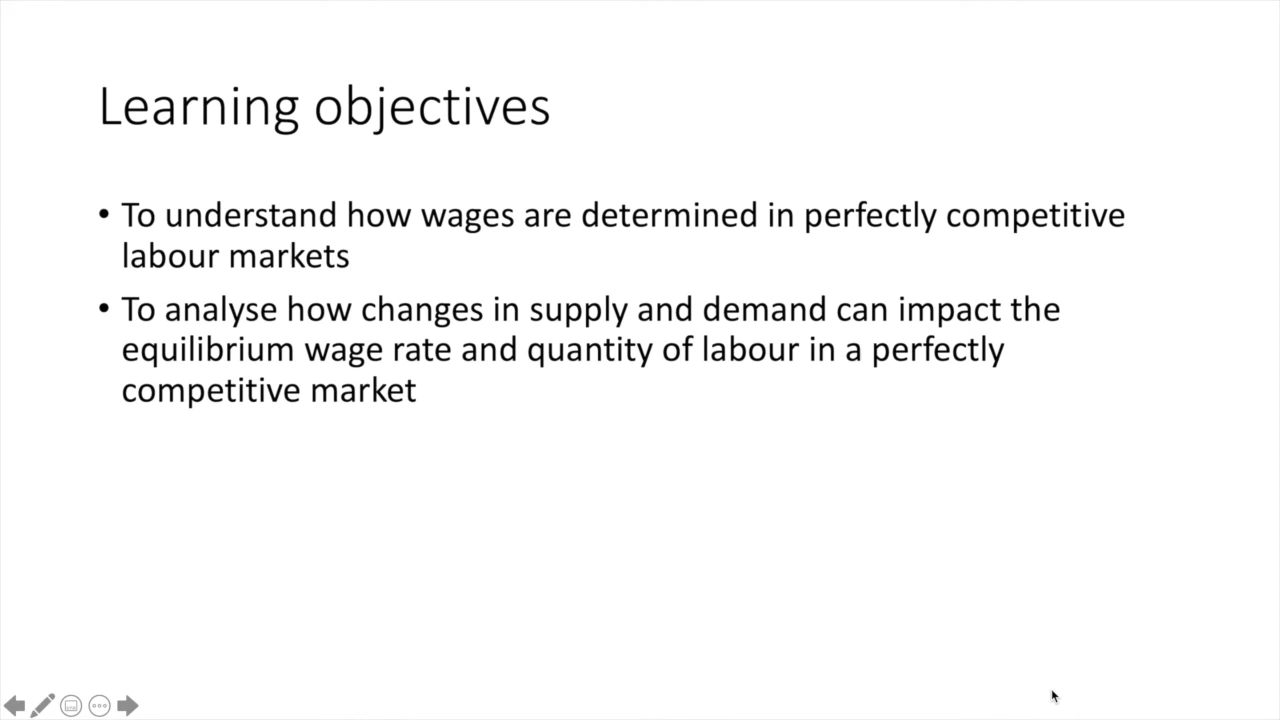 Learning objectives
• To understand how wages are determined in perfectly competitive
labour markets
• To analyse how changes in supply and demand can impact the
equilibrium wage rate and quantity of labour in a perfectly
competitive market